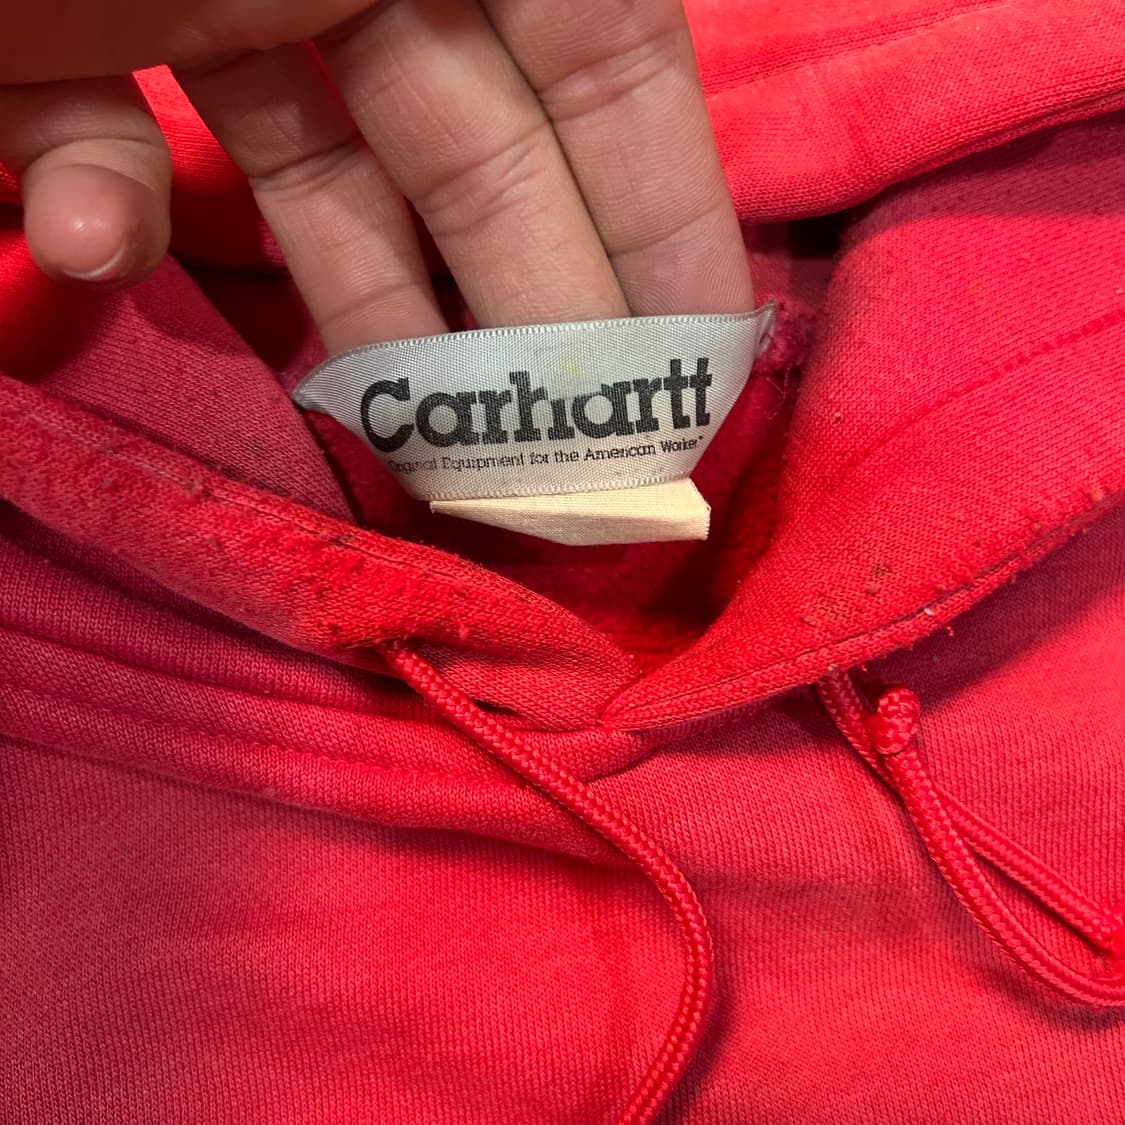 Carhartt
Original Equipment for the American Worker"